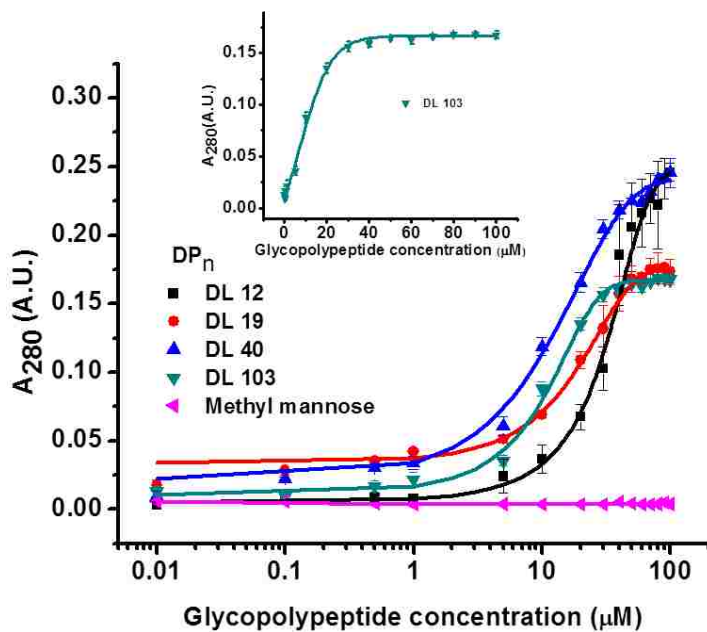 0.15
0.10
0.05
0.00
A280(A.U.)
DL 103
0 20 40 60 80 100
Glycopolypeptide concentration (µM)
0.30
0.25
0.20
0.15
0.10
0.05
0.00
A280 (A.U.)
DPn
DL 12
DL 19
DL 40
DL 103
Methyl mannose
0.01 0.1 1 10 100
Glycopolypeptide concentration (µM)